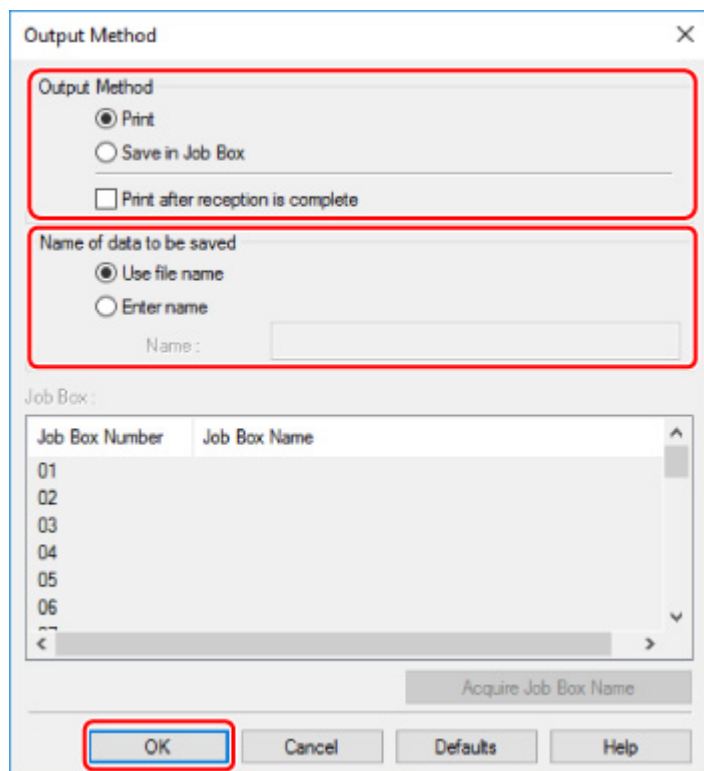 Output Method
Output Method
Print
Save in Job Box
Print after reception is complete
Name of data to be saved
Use file name
Enter name
Name :
Job Box :
Job Box Number Job Box Name
01
02
03
04
05
06
Acquire Job Box Name
OK Cancel Defaults Help